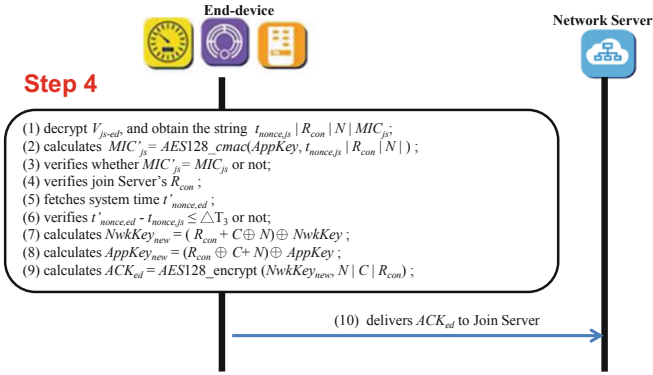 End-device
Network Server
Step 4
(1) decrypt V_js-ed, and obtain the string t_nonce,js | R_con | N | MIC_js;
(2) calculates MIC'_js= AES128_cmac(AppKey, t_nonce,js | R_con | N | ) ;
(3) verifies whether MIC'_js= MIC_js or not;
(4) verifies join Server's R_con ;
(5) fetches system time t'_nonce,ed ;
(6) verifies t'_nonce,ed - t_nonce,js ≤ △T_3 or not;
(7) calculates NwkKey_new = ( R_con + C⊕ N)⊕ NwkKey ;
(8) calculates AppKey_new = (R_con ⊕ C+ N)⊕ AppKey ;
(9) calculates ACK_ed = AES128_encrypt (NwkKey_new, N | C | R_con) ;
(10) delivers ACK_ed to Join Server